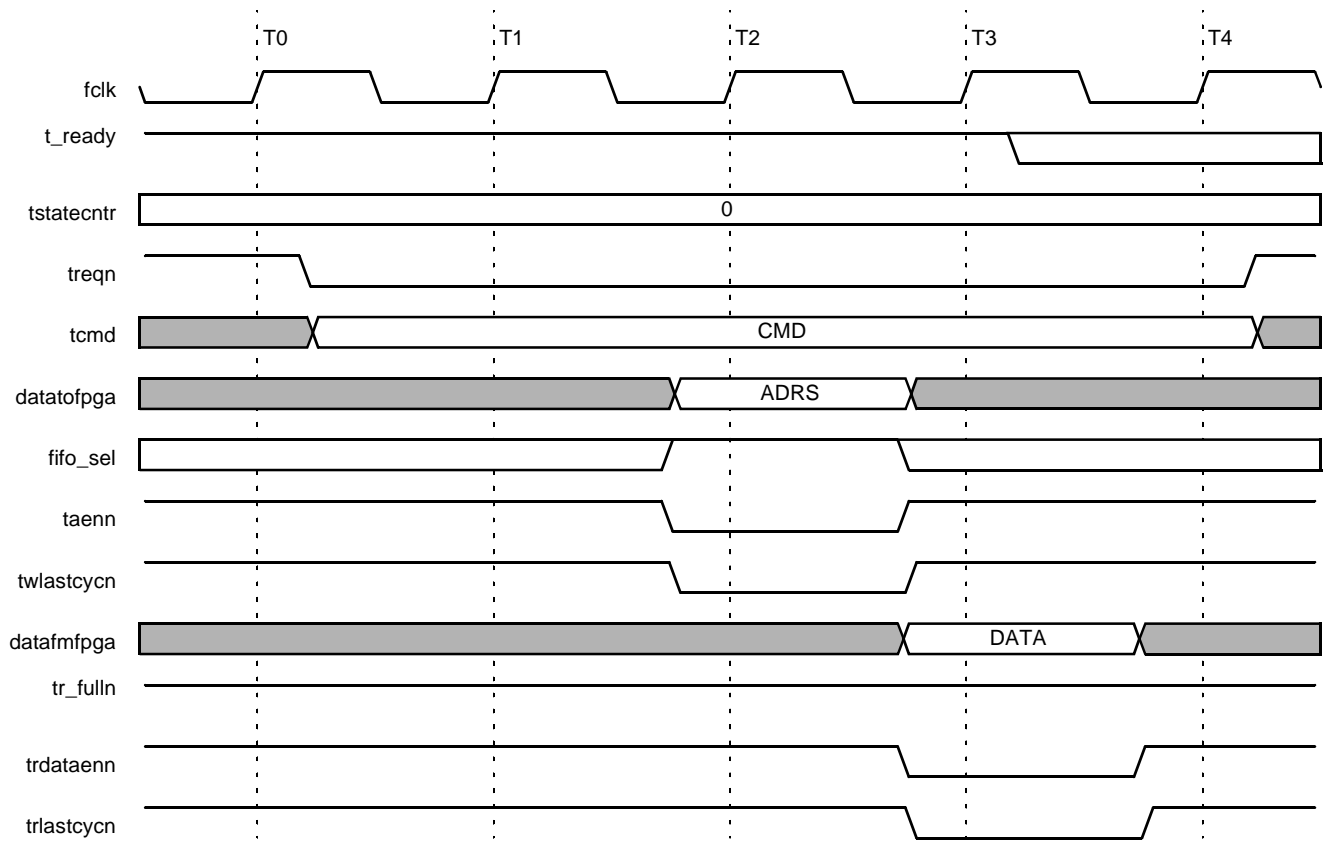 T0 T1 T2 T3 T4
fclk
t_ready
tstatecntr 0
treqn
tcmd CMD
datatofpga ADRS
fifo_sel
taenn
twlastcycn
datafmfpga DATA
tr_fulln
trdataenn
trlastcycn